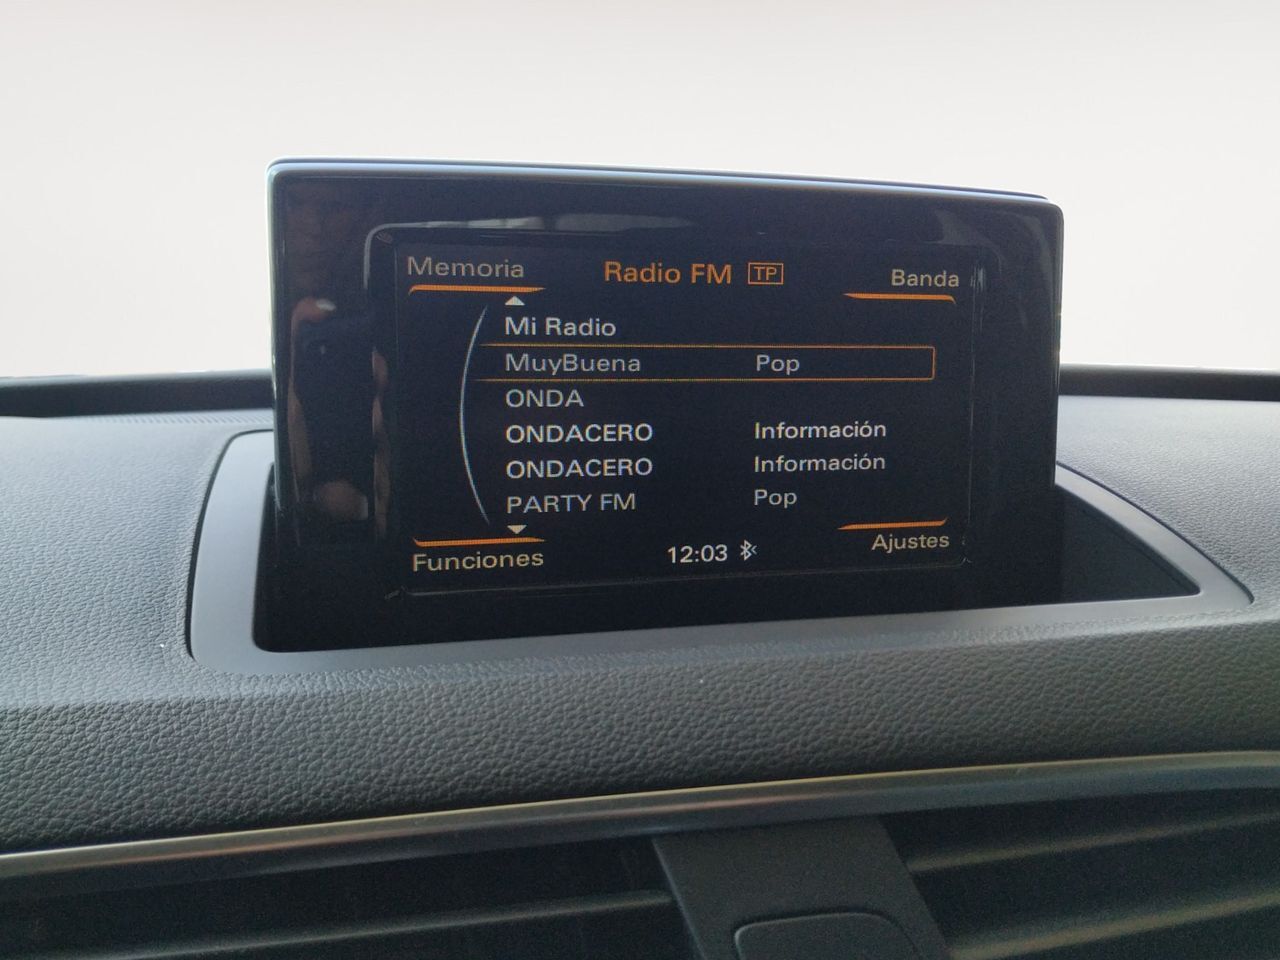 Memoria Radio FM TP Banda
Mi Radio
MuyBuena Pop
ONDA
ONDACERO Información
ONDACERO Información
PARTY FM Pop
Funciones 12:03 Ajustes